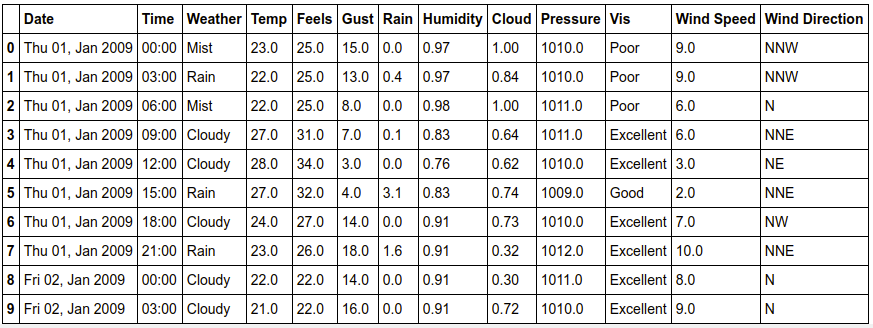 Date Time Weather Temp Feels Gust Rain Humidity Cloud Pressure Vis Wind Speed Wind Direction
0 Thu 01, Jan 2009 00:00 Mist 23.0 25.0 15.0 0.0 0.97 1.00 1010.0 Poor 9.0 NNW
1 Thu 01, Jan 2009 03:00 Rain 22.0 25.0 13.0 0.4 0.97 0.84 1010.0 Poor 9.0 NNW
2 Thu 01, Jan 2009 06:00 Mist 22.0 25.0 8.0 0.0 0.98 1.00 1011.0 Poor 6.0 N
3 Thu 01, Jan 2009 09:00 Cloudy 27.0 31.0 7.0 0.1 0.83 0.64 1011.0 Excellent 6.0 NNE
4 Thu 01, Jan 2009 12:00 Cloudy 28.0 34.0 3.0 0.0 0.76 0.62 1010.0 Excellent 3.0 NE
5 Thu 01, Jan 2009 15:00 Rain 27.0 32.0 4.0 3.1 0.83 0.74 1009.0 Good 2.0 NNE
6 Thu 01, Jan 2009 18:00 Cloudy 24.0 27.0 14.0 0.0 0.91 0.73 1010.0 Excellent 7.0 NW
7 Thu 01, Jan 2009 21:00 Rain 23.0 26.0 18.0 1.6 0.91 0.32 1012.0 Excellent 10.0 NNE
8 Fri 02, Jan 2009 00:00 Cloudy 22.0 22.0 14.0 0.0 0.91 0.30 1011.0 Excellent 8.0 N
9 Fri 02, Jan 2009 03:00 Cloudy 21.0 22.0 16.0 0.0 0.91 0.72 1010.0 Excellent 9.0 N